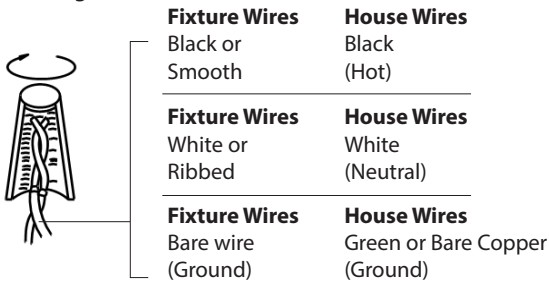 Fixture Wires House Wires
Black or Black
Smooth (Hot)
Fixture Wires House Wires
White or White
Ribbed (Neutral)
Fixture Wires House Wires
Bare wire Green or Bare Copper
(Ground) (Ground)